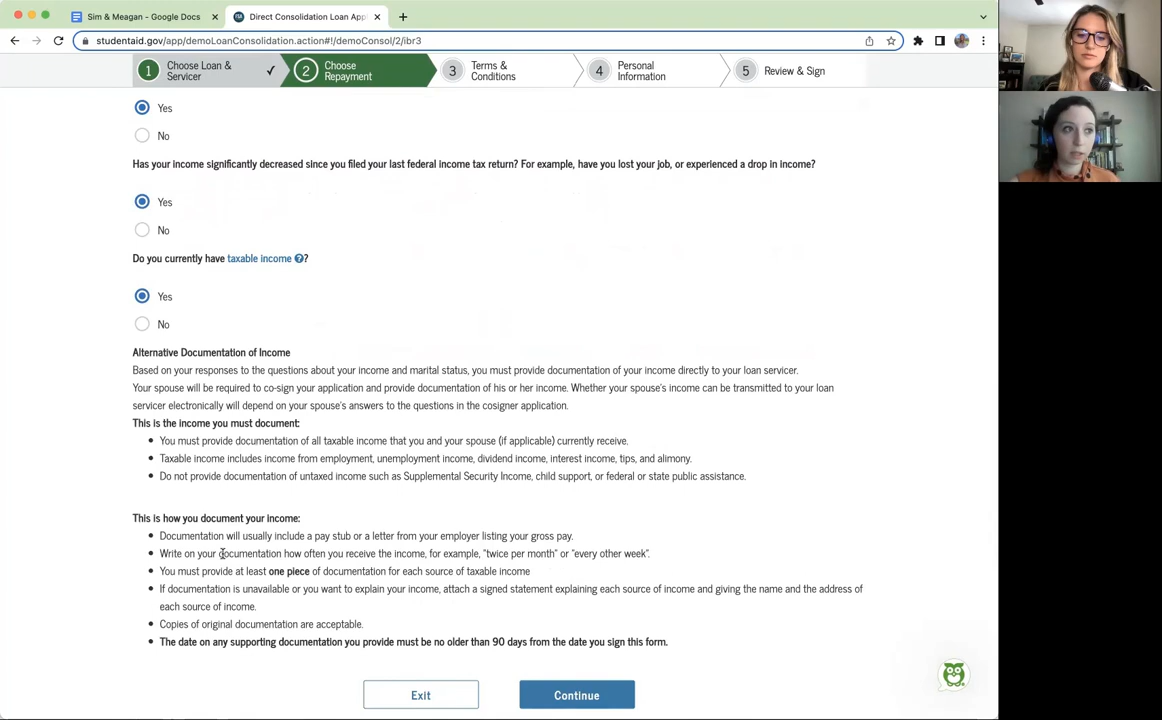 Sim & Meagan - Google Docs
Direct Consolidation Loan App
studentaid.gov/app/demoLoanConsolidation.action#!/demoConsol/2/ibr3
1 Choose Loan & Servicer
2 Choose Repayment
3 Terms & Conditions
4 Personal Information
5 Review & Sign
Yes
No
Has your income significantly decreased since you filed your last federal income tax return? For example, have you lost your job, or experienced a drop in income?
Yes
No
Do you currently have taxable income ?
Yes
No
Alternative Documentation of Income
Based on your responses to the questions about your income and marital status, you must provide documentation of your income directly to your loan servicer.
Your spouse will be required to co-sign your application and provide documentation of his or her income. Whether your spouse's income can be transmitted to your loan
servicer electronically will depend on your spouse's answers to the questions in the cosigner application.
This is the income you must document:
• You must provide documentation of all taxable income that you and your spouse (if applicable) currently receive.
• Taxable income includes income from employment, unemployment income, dividend income, interest income, tips, and alimony.
• Do not provide documentation of untaxed income such as Supplemental Security Income, child support, or federal or state public assistance.
This is how you document your income:
• Documentation will usually include a pay stub or a letter from your employer listing your gross pay.
• Write on your documentation how often you receive the income, for example, "twice per month" or "every other week".
• You must provide at least one piece of documentation for each source of taxable income
• If documentation is unavailable or you want to explain your income, attach a signed statement explaining each source of income and giving the name and the address of
each source of income.
• Copies of original documentation are acceptable.
• The date on any supporting documentation you provide must be no older than 90 days from the date you sign this form.
Exit
Continue